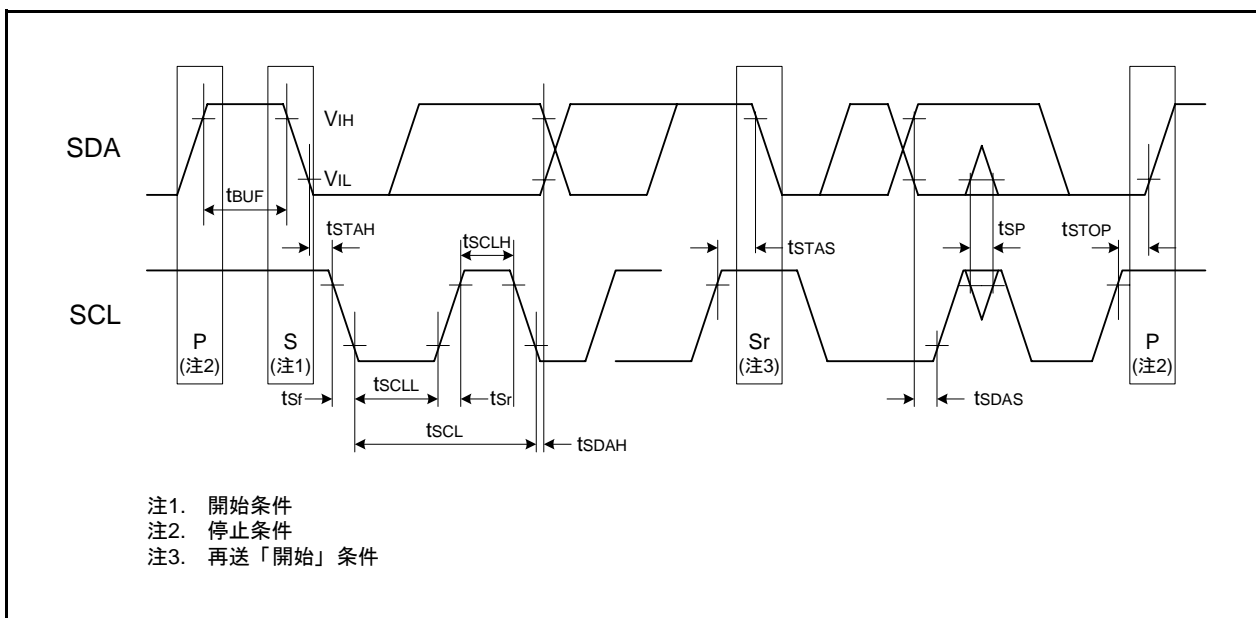 SDA
VIH
VIL
tBUF
tSTAH
tSCLH
tSTAS
tSP
tSTOP
SCL
P
(注2)
S
(注1)
Sr
(注3)
P
(注2)
tSf
tSCLL
tSr
tSDAS
tSCL
tSDAH
注1. 開始条件
注2. 停止条件
注3. 再送「開始」条件